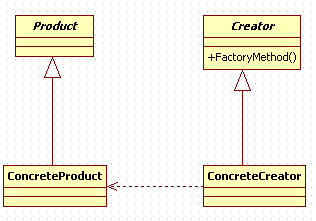 Product
Creator
+FactoryMethod()
ConcreteProduct
ConcreteCreator